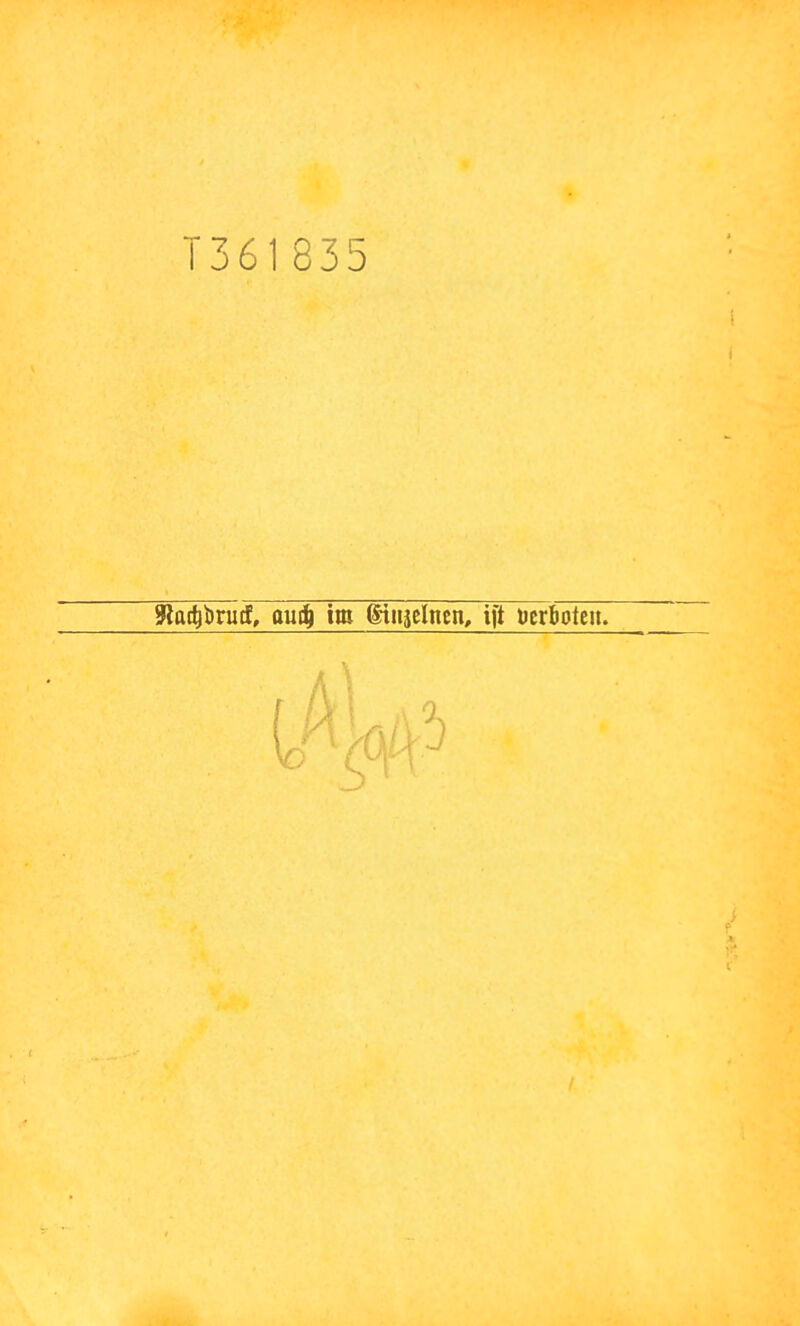 T361835
Nachdruck, auch im Einzelnen, ist verboten.